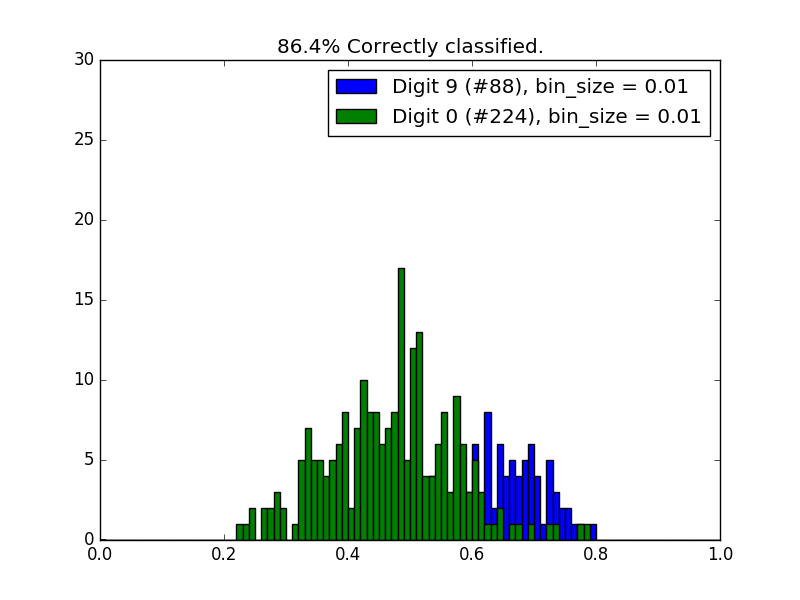 86.4% Correctly classified.
30
Digit 9 (#88), bin_size = 0.01
Digit 0 (#224), bin_size = 0.01
25
20
15
10
5
0
0.0 0.2 0.4 0.6 0.8 1.0